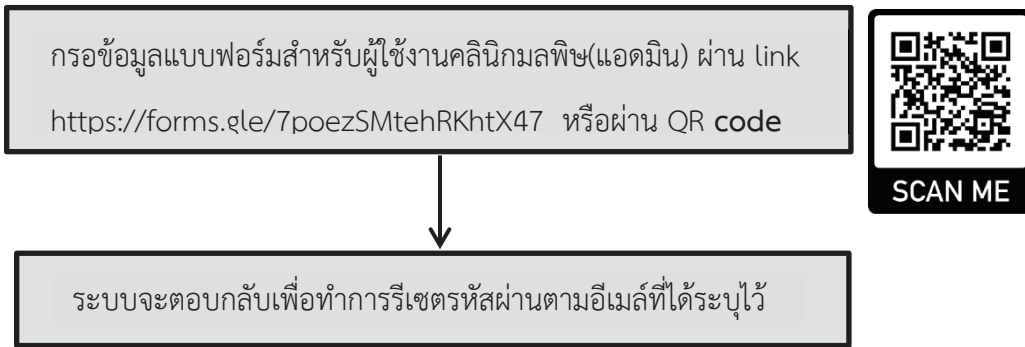 กรอข้อมูลแบบฟอร์มสำหรับผู้ใช้งานคลินิกมลพิษ(แอดมิน) ผ่าน link
https://forms.gle/7poezSMtehRKhtX47 หรือผ่าน QR code
SCAN ME
ระบบจะตอบกลับเพื่อทำการรีเซตรหัสผ่านตามอีเมล์ที่ได้ระบุไว้